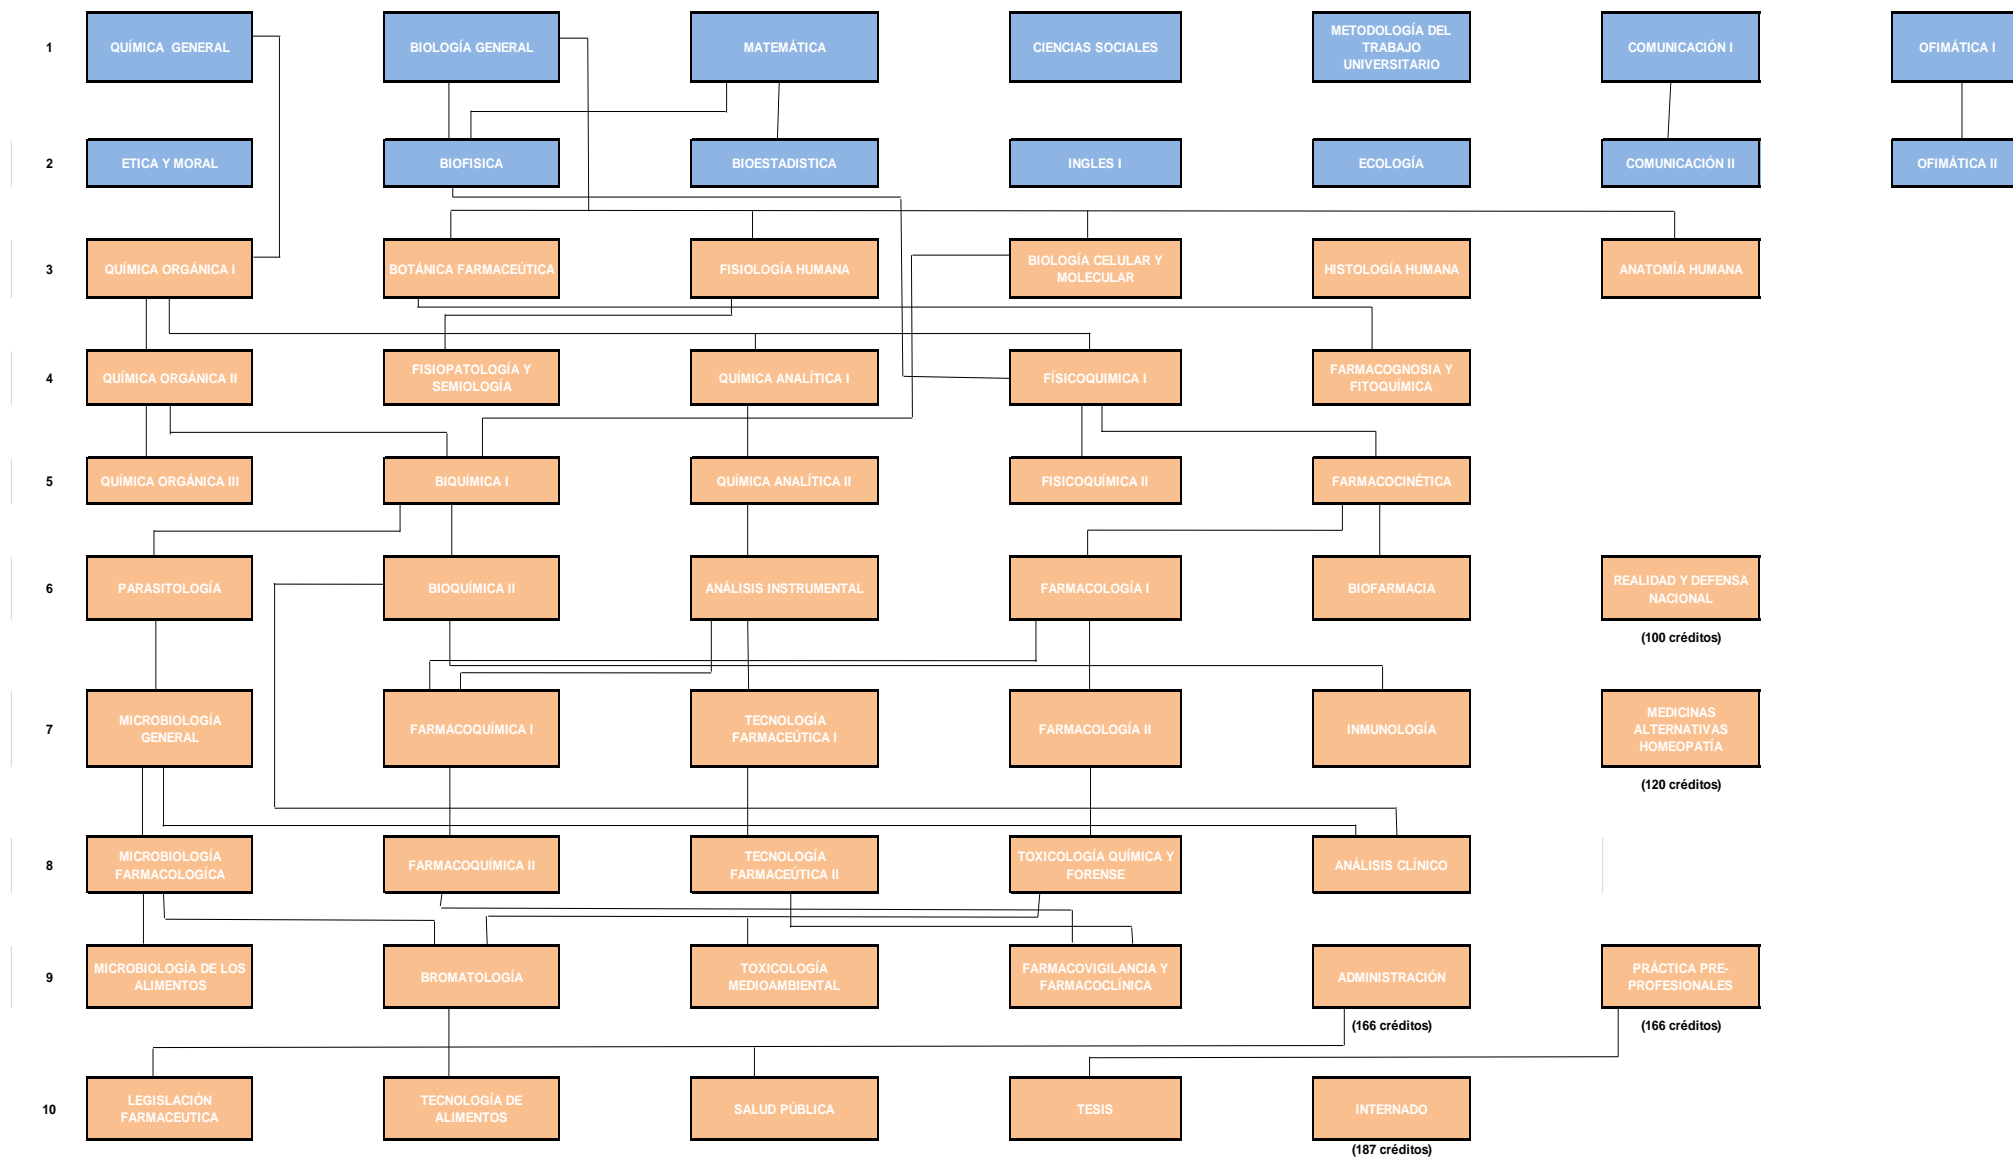 1
QUÍMICA GENERAL
BIOLOGÍA GENERAL
MATEMÁTICA
CIENCIAS SOCIALES
METODOLOGÍA DEL
TRABAJO
UNIVERSITARIO
COMUNICACIÓN I
OFIMÁTICA I
2
ETICA Y MORAL
BIOFISICA
BIOESTADISTICA
INGLES I
ECOLOGÍA
COMUNICACIÓN II
OFIMÁTICA II
3
QUÍMICA ORGÁNICA I
BOTÁNICA FARMACEÚTICA
FISIOLOGÍA HUMANA
BIOLOGÍA CELULAR Y
MOLECULAR
HISTOLOGÍA HUMANA
ANATOMÍA HUMANA
4
QUÍMICA ORGÁNICA II
FISIOPATOLOGÍA Y
SEMIOLOGÍA
QUÍMICA ANALÍTICA I
FÍSICOQUIMICA I
FARMACOGNOSIA Y
FITOQUÍMICA
5
QUÍMICA ORGÁNICA III
BIQUÍMICA I
QUÍMICA ANALÍTICA II
FISICOQUÍMICA II
FARMACOCINÉTICA
6
PARASITOLOGÍA
BIOQUÍMICA II
ANÁLISIS INSTRUMENTAL
FARMACOLOGÍA I
BIOFARMACIA
REALIDAD Y DEFENSA
NACIONAL
(100 créditos)
7
MICROBIOLOGÍA
GENERAL
FARMACOQUÍMICA I
TECNOLOGÍA
FARMACEÚTICA I
FARMACOLOGÍA II
INMUNOLOGÍA
MEDICINAS
ALTERNATIVAS
HOMEOPATÍA
(120 créditos)
8
MICROBIOLOGÍA
FARMACOLOGÍCA
FARMACOQUÍMICA II
TECNOLOGÍA
FARMACEÚTICA II
TOXICOLOGÍA QUÍMICA Y
FORENSE
ANÁLISIS CLÍNICO
9
MICROBIOLOGÍA DE LOS
ALIMENTOS
BROMATOLOGÍA
TOXICOLOGÍA
MEDIOAMBIENTAL
FARMACOVIGILANCIA Y
FARMACOCLÍNICA
ADMINISTRACIÓN
PRÁCTICA PRE-
PROFESIONALES
(166 créditos)
(166 créditos)
10
LEGISLACIÓN
FARMACEUTICA
TECNOLOGÍA DE
ALIMENTOS
SALUD PÚBLICA
TESIS
INTERNADO
(187 créditos)